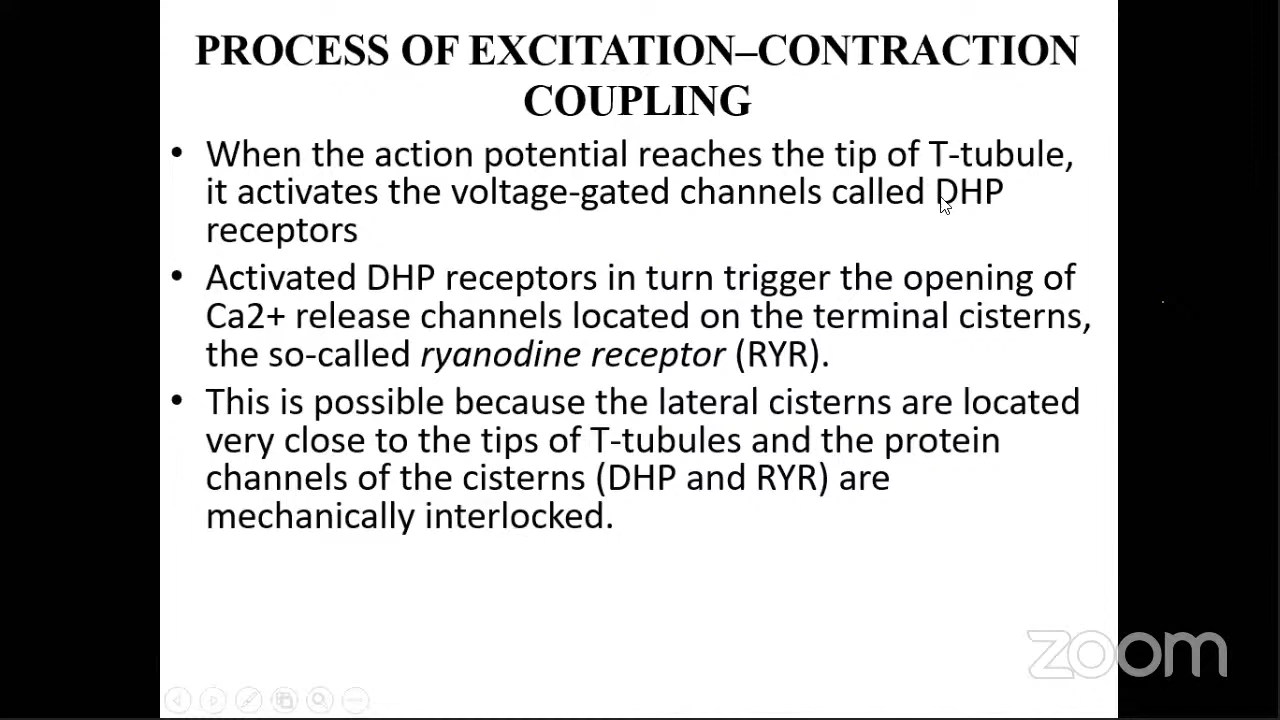 PROCESS OF EXCITATION–CONTRACTION
COUPLING
• When the action potential reaches the tip of T-tubule,
it activates the voltage-gated channels called DHP
receptors
• Activated DHP receptors in turn trigger the opening of
Ca2+ release channels located on the terminal cisterns,
the so-called ryanodine receptor (RYR).
• This is possible because the lateral cisterns are located
very close to the tips of T-tubules and the protein
channels of the cisterns (DHP and RYR) are
mechanically interlocked.
zoom